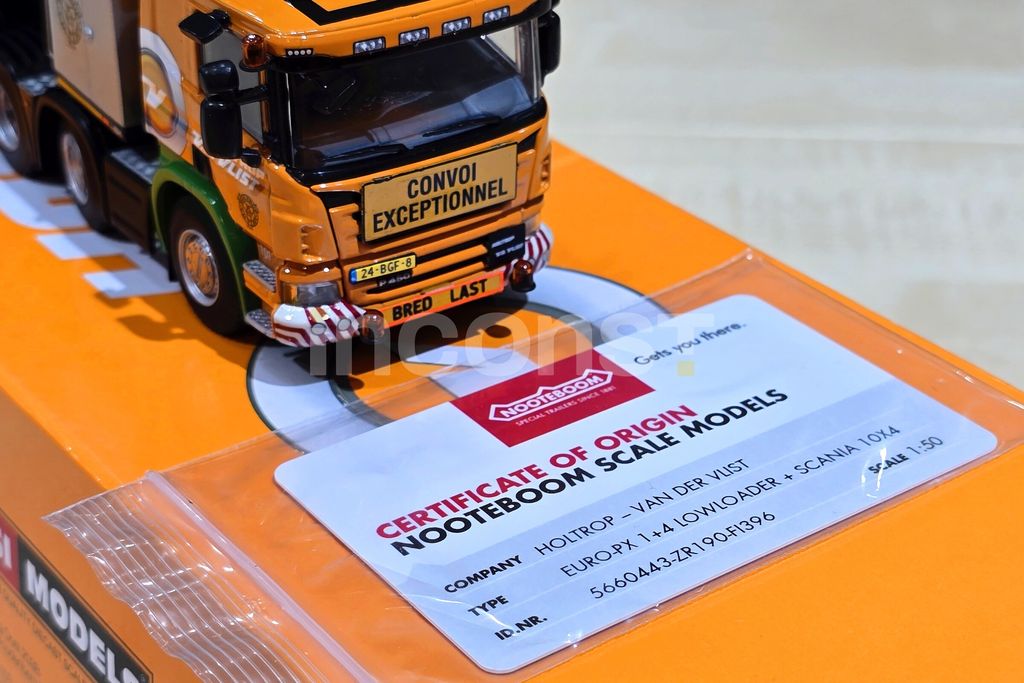 CONVOI
EXCEPTIONNEL
24-BGF-8
BRED LAST
inconst.
Gets you there.
NOOTEBOOM
SPECIAL TRAILERS SINCE 1881
CERTIFICATE OF ORIGIN
NOOTEBOOM SCALE MODELS
COMPANY HOLTROP – VAN DER VLIST
TYPE EURO-PX 1+4 LOWLOADER + SCANIA 10X4
SCALE 1:50
ID.NR. 5660443-ZR190-FI396
MODELS